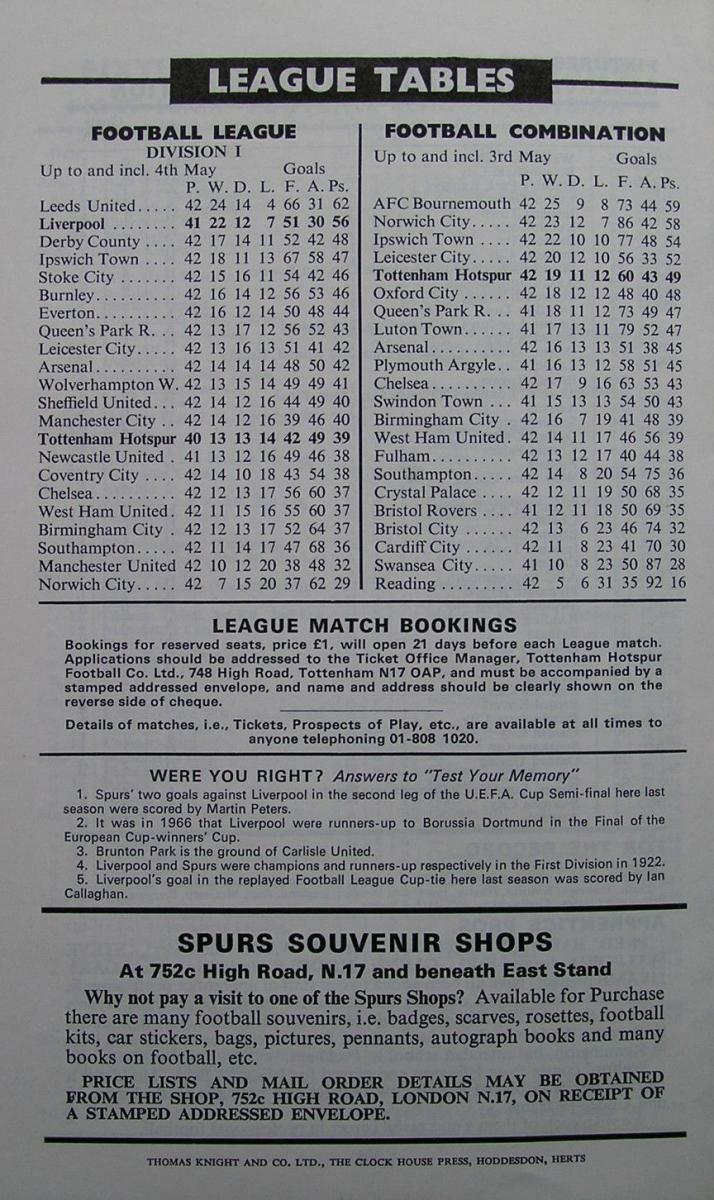 LEAGUE TABLES
FOOTBALL LEAGUE
DIVISION I
Up to and incl. 4th May Goals
P. W. D. L. F. A. Ps.
Leeds United..... 42 24 14 4 66 31 62
Liverpool ........ 41 22 12 7 51 30 56
Derby County .... 42 17 14 11 52 42 48
Ipswich Town .... 42 18 11 13 67 58 47
Stoke City ....... 42 15 16 11 54 42 46
Burnley.......... 42 16 14 12 56 53 46
Everton.......... 42 16 12 14 50 48 44
Queen's Park R. ... 42 13 17 12 56 52 43
Leicester City..... 42 13 16 13 51 41 42
Arsenal.......... 42 14 14 14 48 50 42
Wolverhampton W. 42 13 15 14 49 49 41
Sheffield United... 42 14 12 16 44 49 40
Manchester City .. 42 14 12 16 39 46 40
Tottenham Hotspur 40 13 13 14 42 49 39
Newcastle United . 41 13 12 16 49 46 38
Coventry City .... 42 14 10 18 43 54 38
Chelsea.......... 42 12 13 17 56 60 37
West Ham United. 42 11 15 16 55 60 37
Birmingham City . 42 12 13 17 52 64 37
Southampton..... 42 11 14 17 47 68 36
Manchester United 42 10 12 20 38 48 32
Norwich City..... 42 7 15 20 37 62 29
FOOTBALL COMBINATION
Up to and incl. 3rd May Goals
P. W. D. L. F. A. Ps.
AFC Bournemouth 42 25 9 8 73 44 59
Norwich City..... 42 23 12 7 86 42 58
Ipswich Town .... 42 22 10 10 77 48 54
Leicester City..... 42 20 12 10 56 33 52
Tottenham Hotspur 42 19 11 12 60 43 49
Oxford City ...... 42 18 12 12 48 40 48
Queen's Park R. ... 41 18 11 12 73 49 47
Luton Town...... 41 17 13 11 79 52 47
Arsenal.......... 42 16 13 13 51 38 45
Plymouth Argyle.. 41 16 13 12 58 51 45
Chelsea.......... 42 17 9 16 63 53 43
Swindon Town ... 41 15 13 13 54 50 43
Birmingham City . 42 16 7 19 41 48 39
West Ham United. 42 14 11 17 46 56 39
Fulham.......... 42 13 12 17 40 44 38
Southampton..... 42 14 8 20 54 75 36
Crystal Palace .... 42 12 11 19 50 68 35
Bristol Rovers .... 41 12 11 18 50 69 35
Bristol City ...... 42 13 6 23 46 74 32
Cardiff City ...... 42 11 8 23 41 70 30
Swansea City..... 41 10 8 23 50 87 28
Reading ......... 42 5 6 31 35 92 16
LEAGUE MATCH BOOKINGS
Bookings for reserved seats, price £1, will open 21 days before each League match.
Applications should be addressed to the Ticket Office Manager, Tottenham Hotspur
Football Co. Ltd., 748 High Road, Tottenham N17 OAP, and must be accompanied by a
stamped addressed envelope, and name and address should be clearly shown on the
reverse side of cheque.
Details of matches, i.e., Tickets, Prospects of Play, etc., are available at all times to
anyone telephoning 01-808 1020.
WERE YOU RIGHT? Answers to "Test Your Memory"
1. Spurs' two goals against Liverpool in the second leg of the U.E.F.A. Cup Semi-final here last
season were scored by Martin Peters.
2. It was in 1966 that Liverpool were runners-up to Borussia Dortmund in the Final of the
European Cup-winners' Cup.
3. Brunton Park is the ground of Carlisle United.
4. Liverpool and Spurs were champions and runners-up respectively in the First Division in 1922.
5. Liverpool's goal in the replayed Football League Cup-tie here last season was scored by Ian
Callaghan.
SPURS SOUVENIR SHOPS
At 752c High Road, N.17 and beneath East Stand
Why not pay a visit to one of the Spurs Shops? Available for Purchase
there are many football souvenirs, i.e. badges, scarves, rosettes, football
kits, car stickers, bags, pictures, pennants, autograph books and many
books on football, etc.
PRICE LISTS AND MAIL ORDER DETAILS MAY BE OBTAINED
FROM THE SHOP, 752c HIGH ROAD, LONDON N.17, ON RECEIPT OF
A STAMPED ADDRESSED ENVELOPE.
THOMAS KNIGHT AND CO. LTD., THE CLOCK HOUSE PRESS, HODDESDON, HERTS